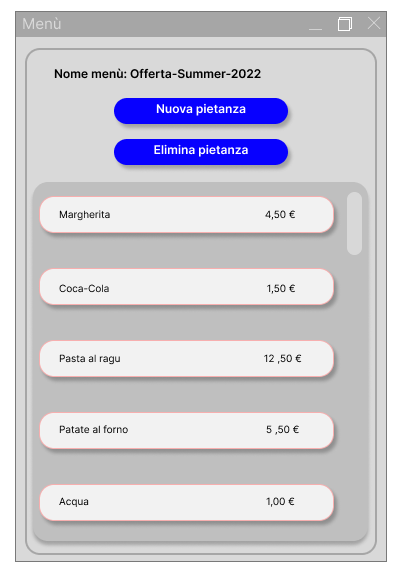 Menù
Nome menù: Offerta-Summer-2022
Nuova pietanza
Elimina pietanza
Margherita 4,50 €
Coca-Cola 1,50 €
Pasta al ragu 12 ,50 €
Patate al forno 5 ,50 €
Acqua 1,00 €